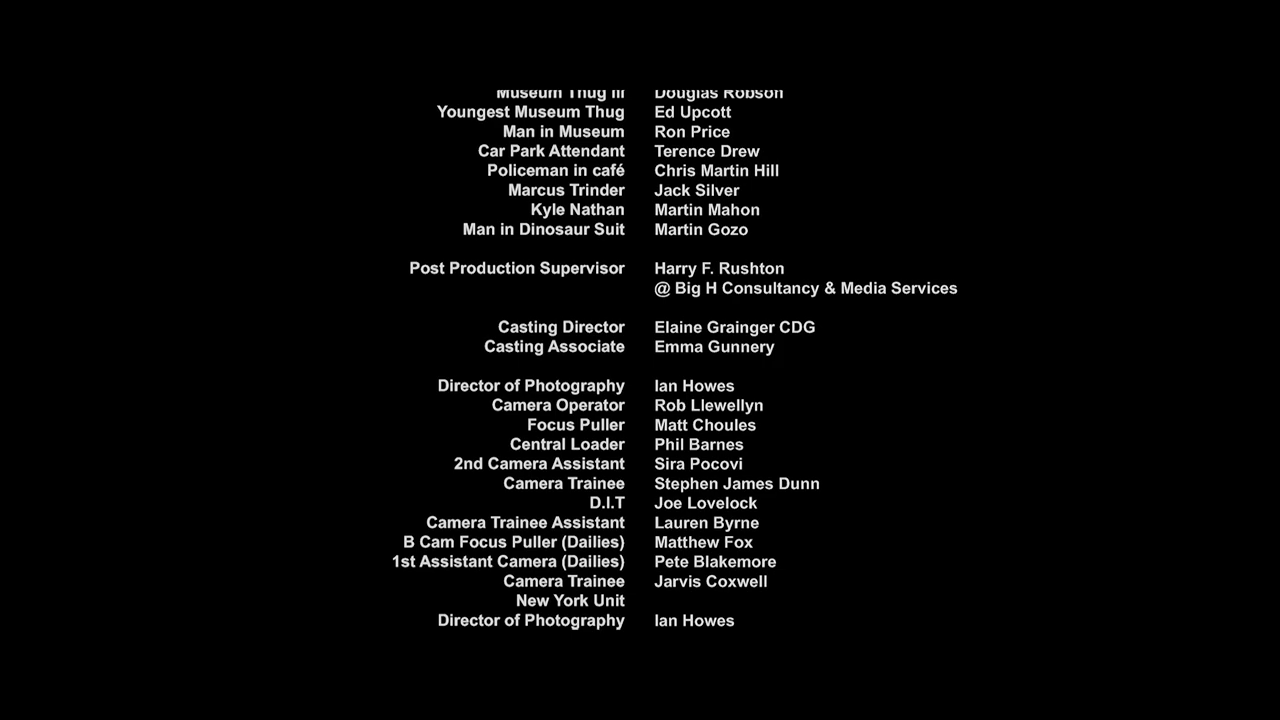 Museum Thug III Douglas Robson
Youngest Museum Thug Ed Upcott
Man in Museum Ron Price
Car Park Attendant Terence Drew
Policeman in café Chris Martin Hill
Marcus Trinder Jack Silver
Kyle Nathan Martin Mahon
Man in Dinosaur Suit Martin Gozo
Post Production Supervisor Harry F. Rushton
@ Big H Consultancy & Media Services
Casting Director Elaine Grainger CDG
Casting Associate Emma Gunnery
Director of Photography Ian Howes
Camera Operator Rob Llewellyn
Focus Puller Matt Choules
Central Loader Phil Barnes
2nd Camera Assistant Sira Pocovi
Camera Trainee Stephen James Dunn
D.I.T Joe Lovelock
Camera Trainee Assistant Lauren Byrne
B Cam Focus Puller (Dailies) Matthew Fox
1st Assistant Camera (Dailies) Pete Blakemore
Camera Trainee Jarvis Coxwell
New York Unit
Director of Photography Ian Howes